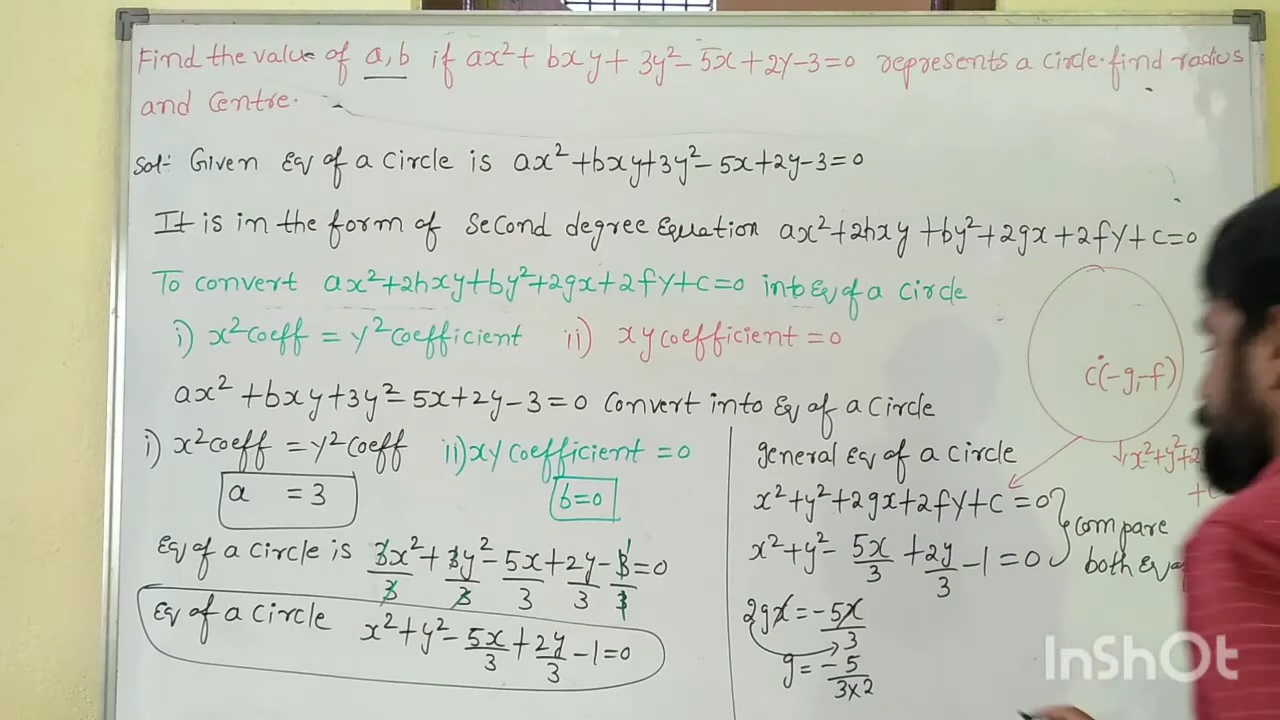 Find the value of a,b if ax²+ bxy+ 3y²-5x+2y-3=0 represents a circle. find radius
and centre.
Sol: Given Eq of a circle is ax²+bxy+3y²-5x+2y-3=0
It is in the form of second degree Equation ax²+2hxy+by²+2gx+2fy+c=0
To convert ax²+2hxy+by²+2gx+2fy+c=0 into Eq of a circle
i) x²coeff = y²coefficient ii) xy coefficient=0
c(-g,-f)
ax²+bxy+3y²-5x+2y-3=0 convert into Eq of a circle
i) x²coeff = y²coeff ii) xy coefficient =0
a =3 b=0
Eq of a circle is 3x²/3+3y²/3-5x/3+2y/3-3/3=0
Eq of a circle x²+y²-5x/3+2y/3-1=0
general Eq of a circle
x²+y²+2
x²+y²+2gx+2fy+c=0
x²+y²-5x/3+2y/3-1=0
compare
both
2gx=-5x/3
g=-5/3x2
InShOt